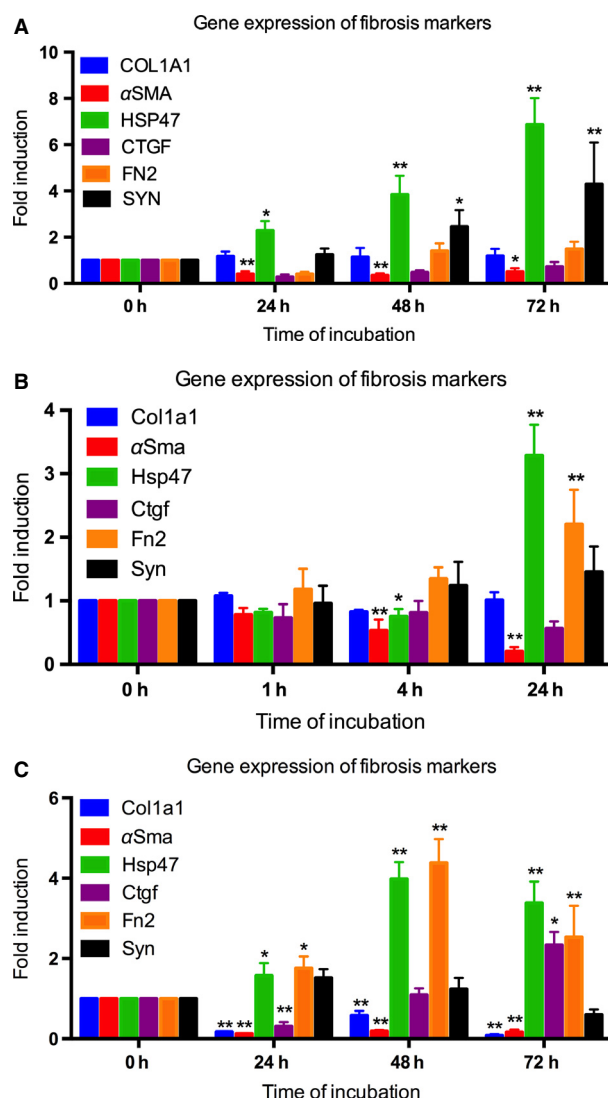 A
Gene expression of fibrosis markers
10
8
6
4
2
0
Fold induction
COL1A1
αSMA
HSP47
CTGF
FN2
SYN
** * ** ** * * ** **
0 h 24 h 48 h 72 h
Time of incubation
B
Gene expression of fibrosis markers
4
3
2
1
0
Fold induction
Col1a1
αSma
Hsp47
Ctgf
Fn2
Syn
** * ** ** **
0 h 1 h 4 h 24 h
Time of incubation
C
Gene expression of fibrosis markers
6
4
2
0
Fold induction
Col1a1
αSma
Hsp47
Ctgf
Fn2
Syn
** ** * ** * ** ** ** ** ** ** ** * **
0 h 24 h 48 h 72 h
Time of incubation